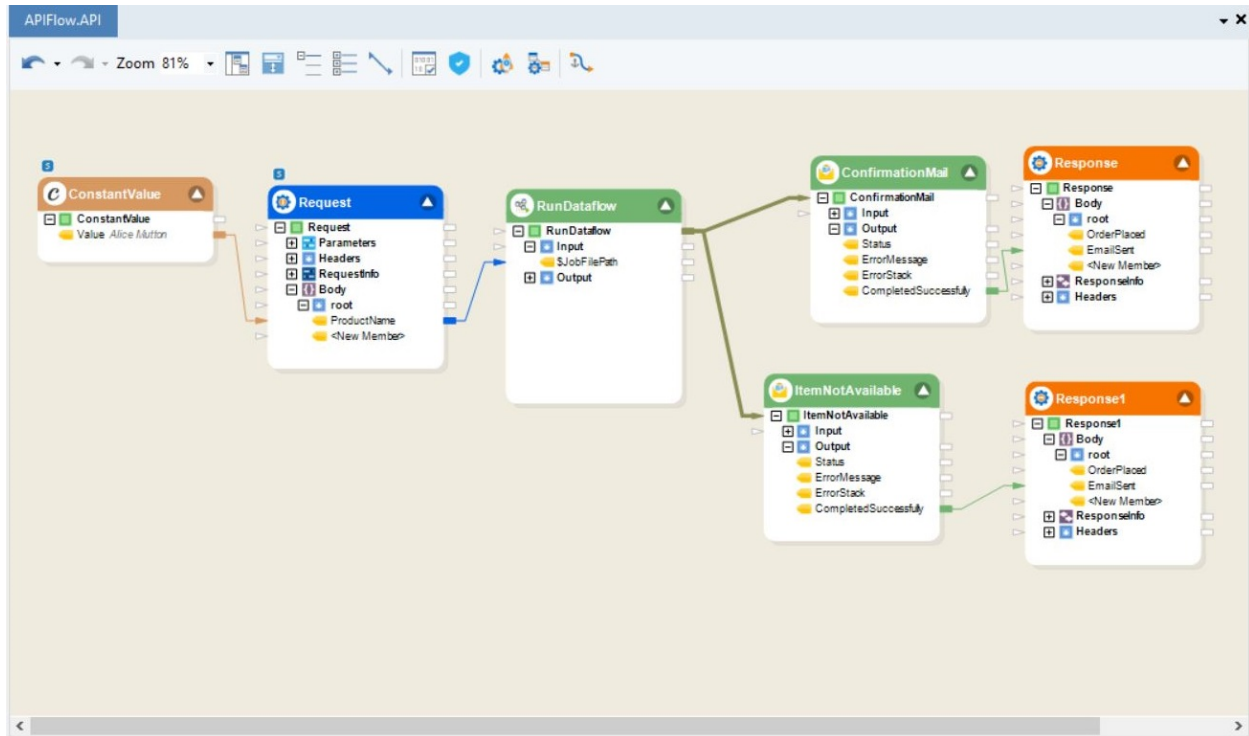 APIFlow.API
Zoom 81%
S
ConstantValue
ConstantValue
Value Alice Mutton
S
Request
Request
Parameters
Headers
RequestInfo
Body
root
ProductName
<New Member>
RunDataflow
RunDataflow
Input
$JobFilePath
Output
ConfirmationMail
ConfirmationMail
Input
Output
Status
ErrorMessage
ErrorStack
CompletedSuccessfuly
Response
Response
Body
root
OrderPlaced
EmailSent
<New Member>
ResponseInfo
Headers
ItemNotAvailable
ItemNotAvailable
Input
Output
Status
ErrorMessage
ErrorStack
CompletedSuccessfuly
Response1
Response1
Body
root
OrderPlaced
EmailSent
<New Member>
ResponseInfo
Headers